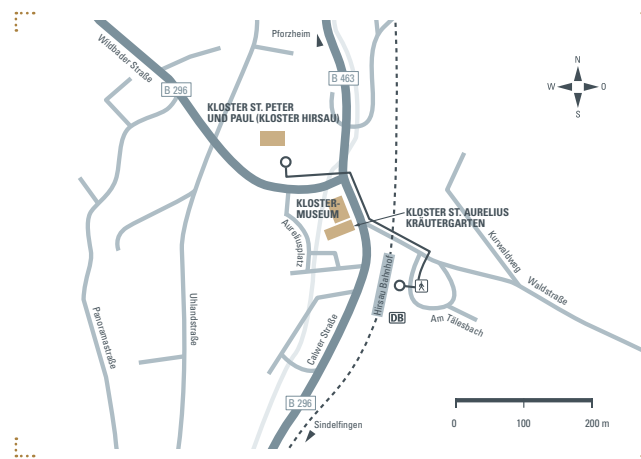 Pforzheim
Wildbader Straße
B 296
B 463
N
W
O
S
KLOSTER ST. PETER
UND PAUL (KLOSTER HIRSAU)
KLOSTER-
MUSEUM
KLOSTER ST. AURELIUS
KRÄUTERGARTEN
Aureliusplatz
Kurwaldweg
Waldstraße
Hirsau Bahnhof
DB
Am Tälesbach
Uhlandstraße
Panoramastraße
Calwer Straße
B 296
Sindelfingen
0
100
200 m